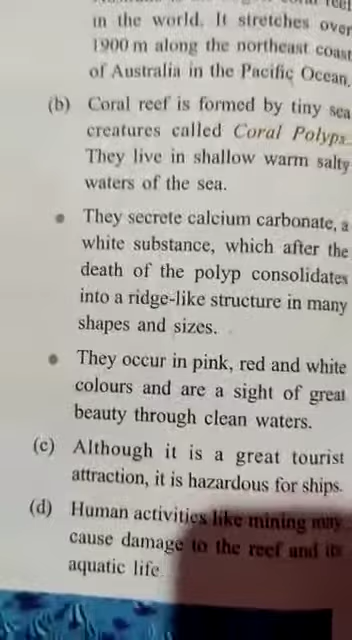 in the world. It stretches over
1900 m along the northeast coast
of Australia in the Pacific Ocean.
(b) Coral reef is formed by tiny sea
creatures called Coral Polyps.
They live in shallow warm salty
waters of the sea.
• They secrete calcium carbonate, a
white substance, which after the
death of the polyp consolidates
into a ridge-like structure in many
shapes and sizes.
• They occur in pink, red and white
colours and are a sight of great
beauty through clean waters.
(c) Although it is a great tourist
attraction, it is hazardous for ships.
(d) Human activities like mining may
cause damage to the reef and its
aquatic life